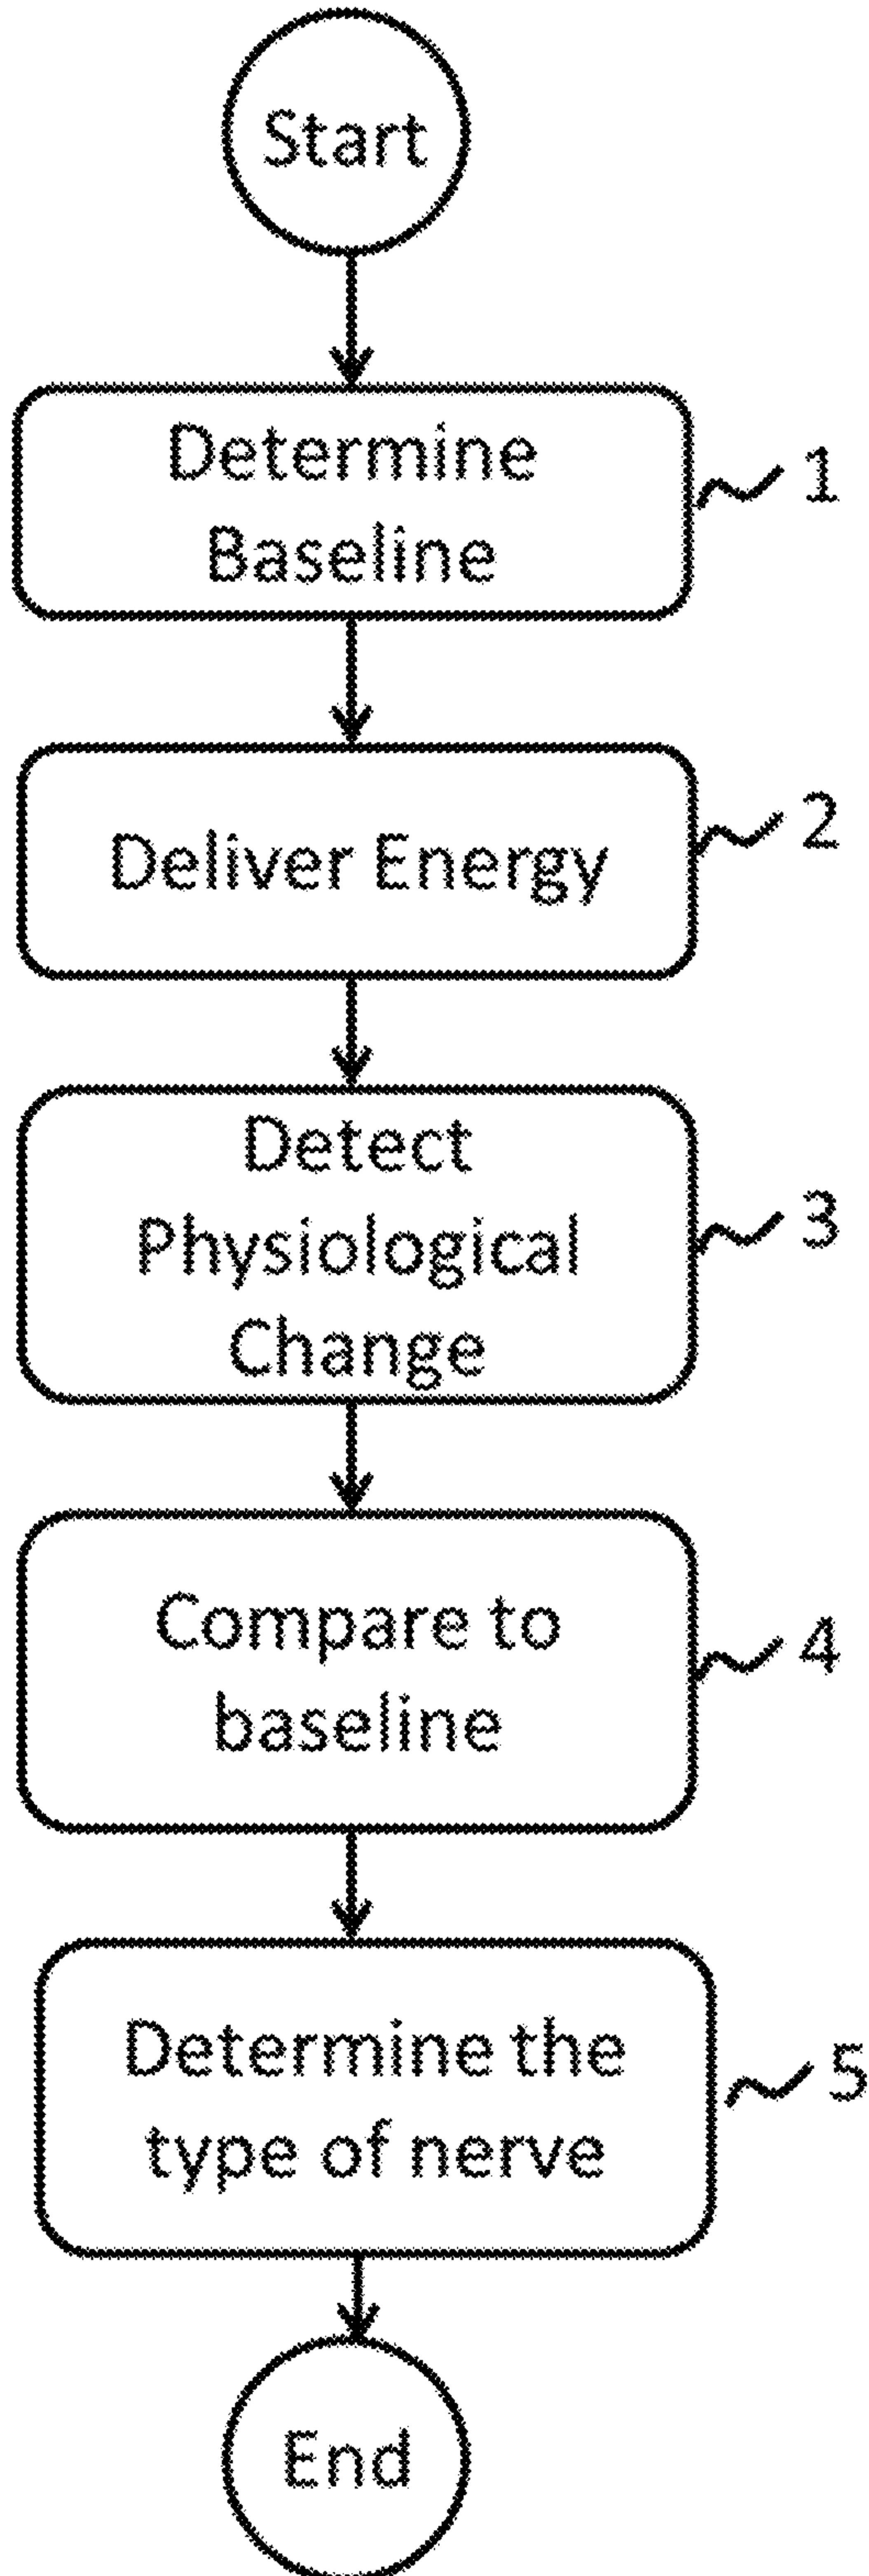 Start
Determine
Baseline
1
Deliver Energy
2
Detect
Physiological
Change
3
Compare to
baseline
4
Determine the
type of nerve
5
End